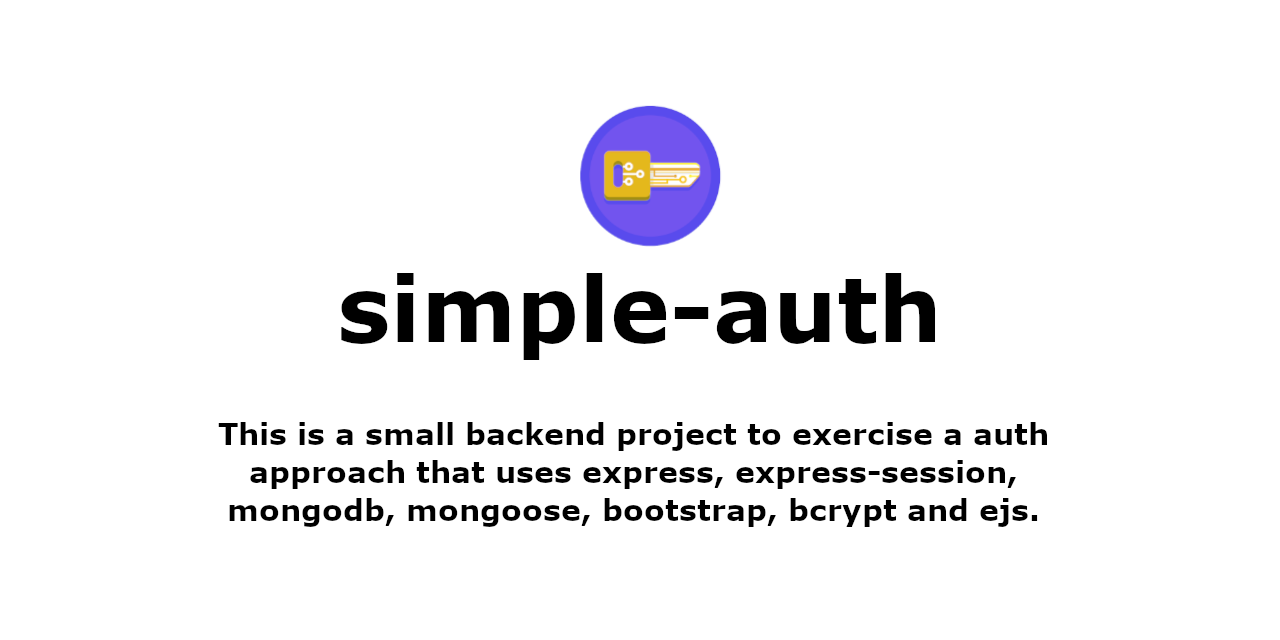 simple-auth
This is a small backend project to exercise a auth
approach that uses express, express-session,
mongodb, mongoose, bootstrap, bcrypt and ejs.